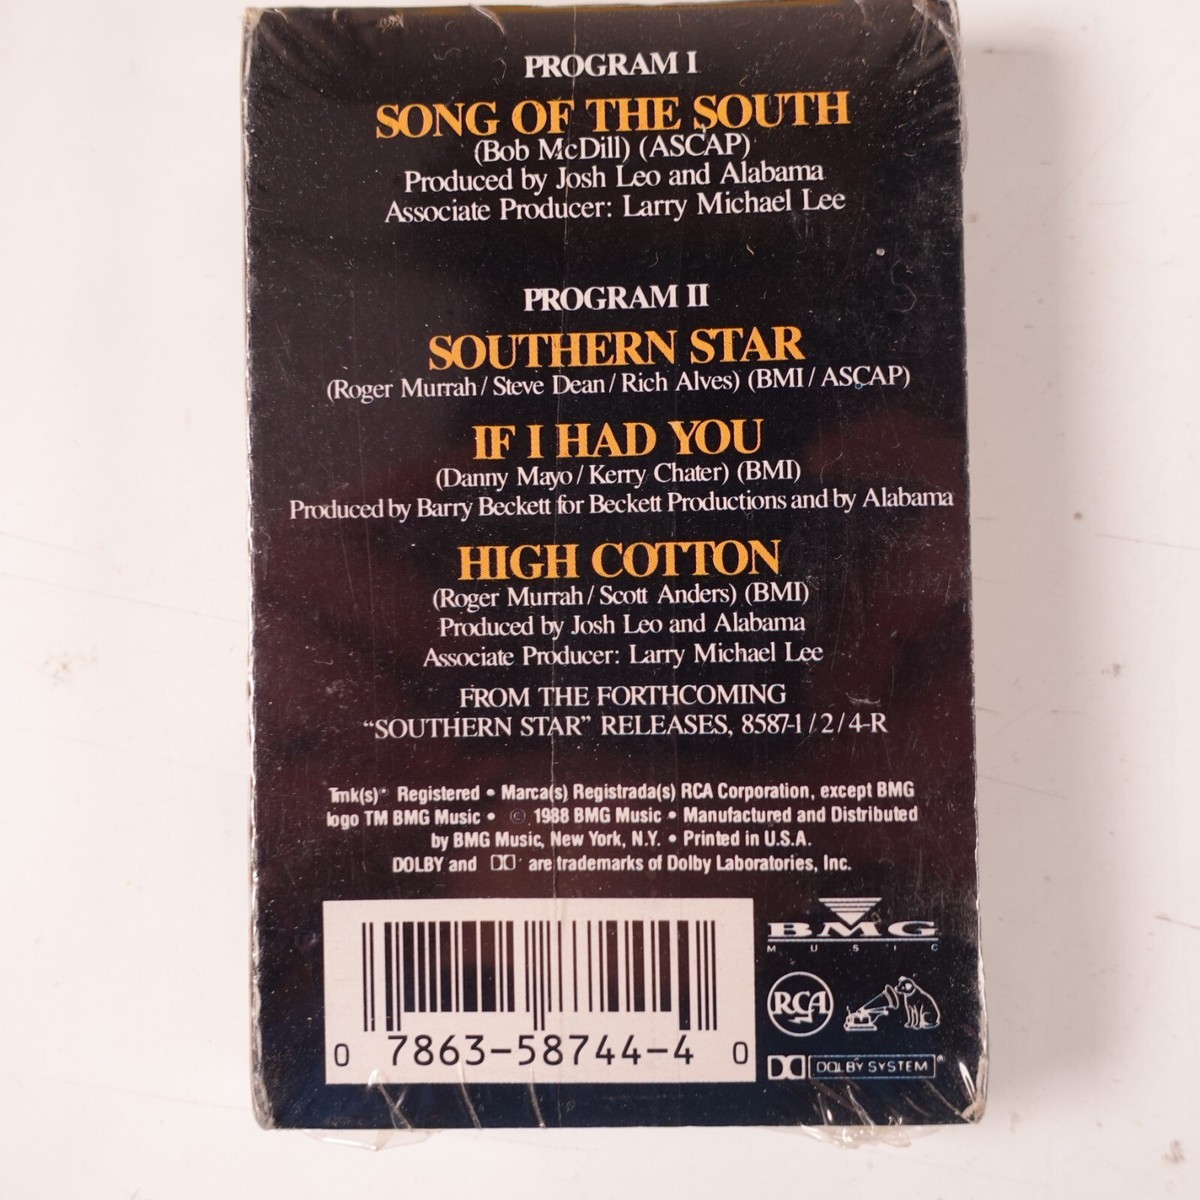 PROGRAM I
SONG OF THE SOUTH
(Bob McDill) (ASCAP)
Produced by Josh Leo and Alabama
Associate Producer: Larry Michael Lee
PROGRAM II
SOUTHERN STAR
(Roger Murrah / Steve Dean / Rich Alves) (BMI / ASCAP)
IF I HAD YOU
(Danny Mayo / Kerry Chater) (BMI)
Produced by Barry Beckett for Beckett Productions and by Alabama
HIGH COTTON
(Roger Murrah / Scott Anders) (BMI)
Produced by Josh Leo and Alabama
Associate Producer: Larry Michael Lee
FROM THE FORTHCOMING
“SOUTHERN STAR” RELEASES, 8587-1 / 2 / 4-R
Tmk(s)® Registered • Marca(s) Registrada(s) RCA Corporation, except BMG
logo TM BMG Music • © 1988 BMG Music • Manufactured and Distributed
by BMG Music, New York, N.Y. • Printed in U.S.A.
DOLBY and are trademarks of Dolby Laboratories, Inc.
0 7863-58744-4 0
BMG
MUSIC
RCA
DOLBY SYSTEM®